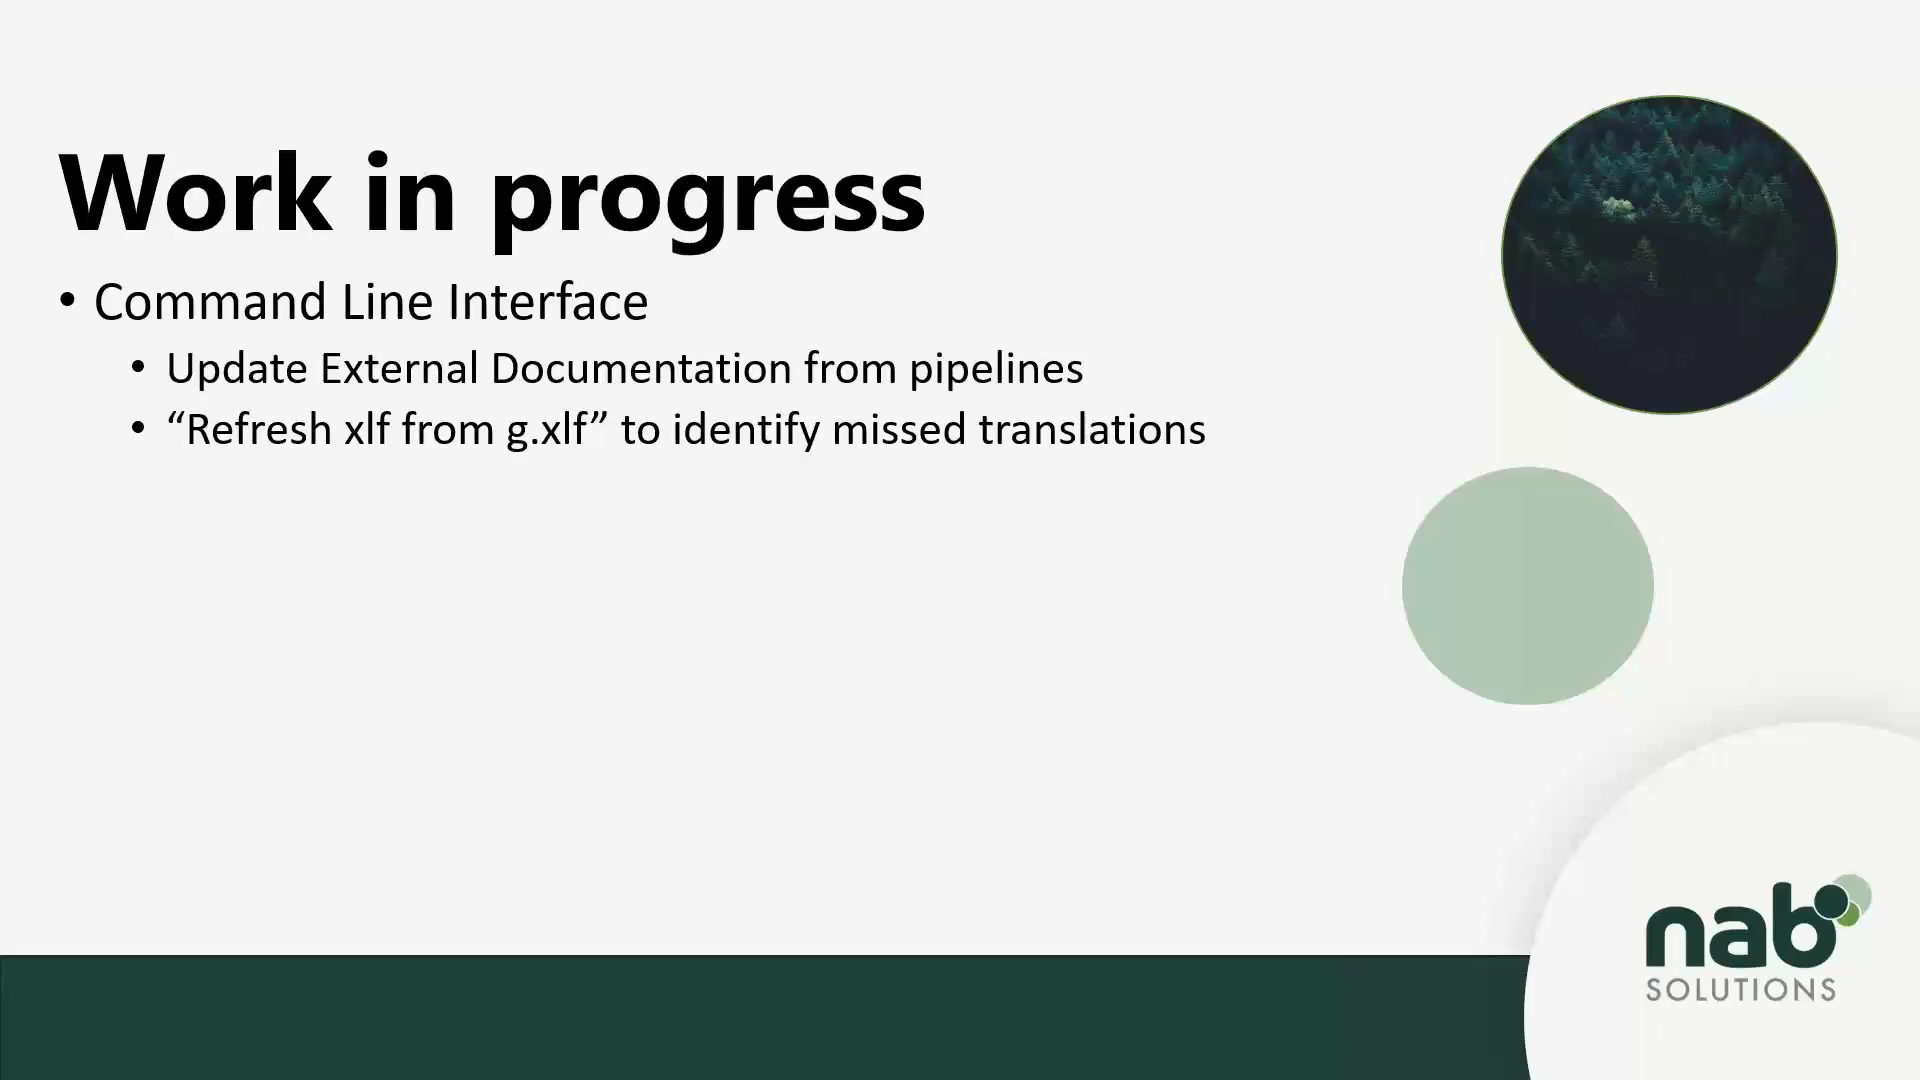 Work in progress
• Command Line Interface
• Update External Documentation from pipelines
• “Refresh xlf from g.xlf” to identify missed translations
nab
SOLUTIONS